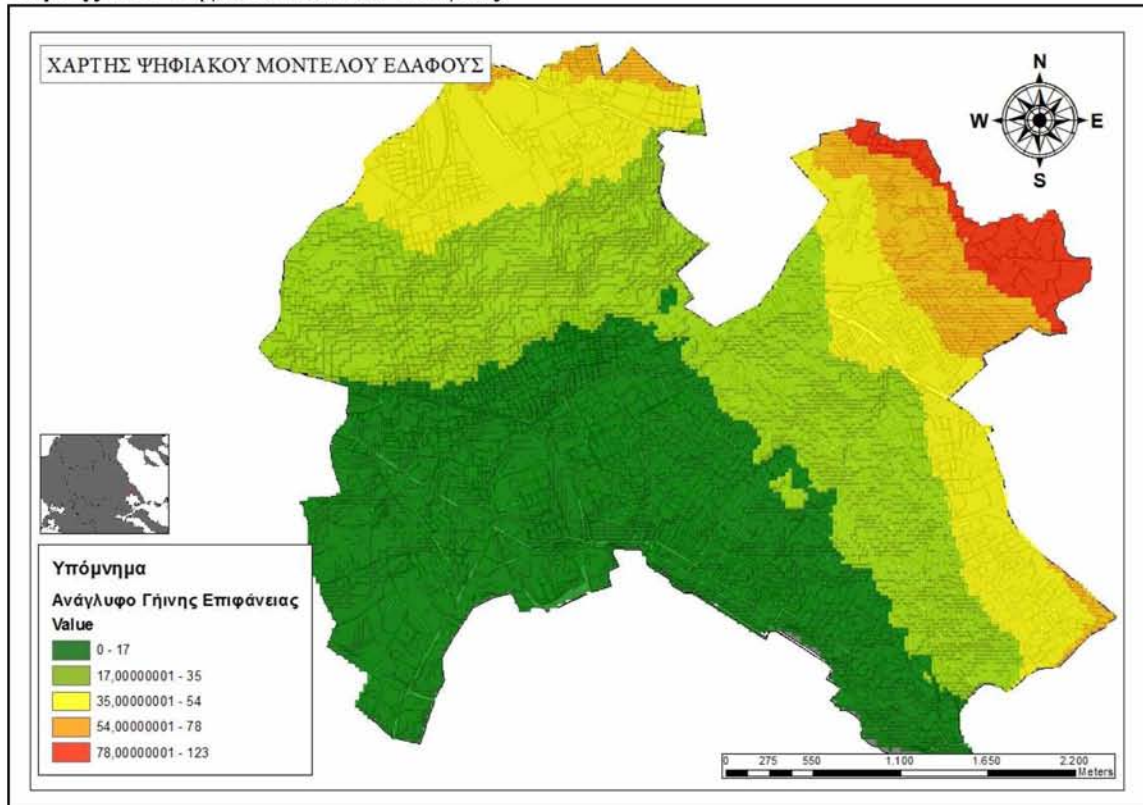 ΧΑΡΤΗΣ ΨΗΦΙΑΚΟΥ ΜΟΝΤΕΛΟΥ ΕΔΑΦΟΥΣ
N
W E
S
Υπόμνημα
Ανάγλυφο Γήινης Επιφάνειας
Value
0 - 17
17,00000001 - 35
35,00000001 - 54
54,00000001 - 78
78,00000001 - 123
0 275 550 1.100 1.650 2.200
Meters